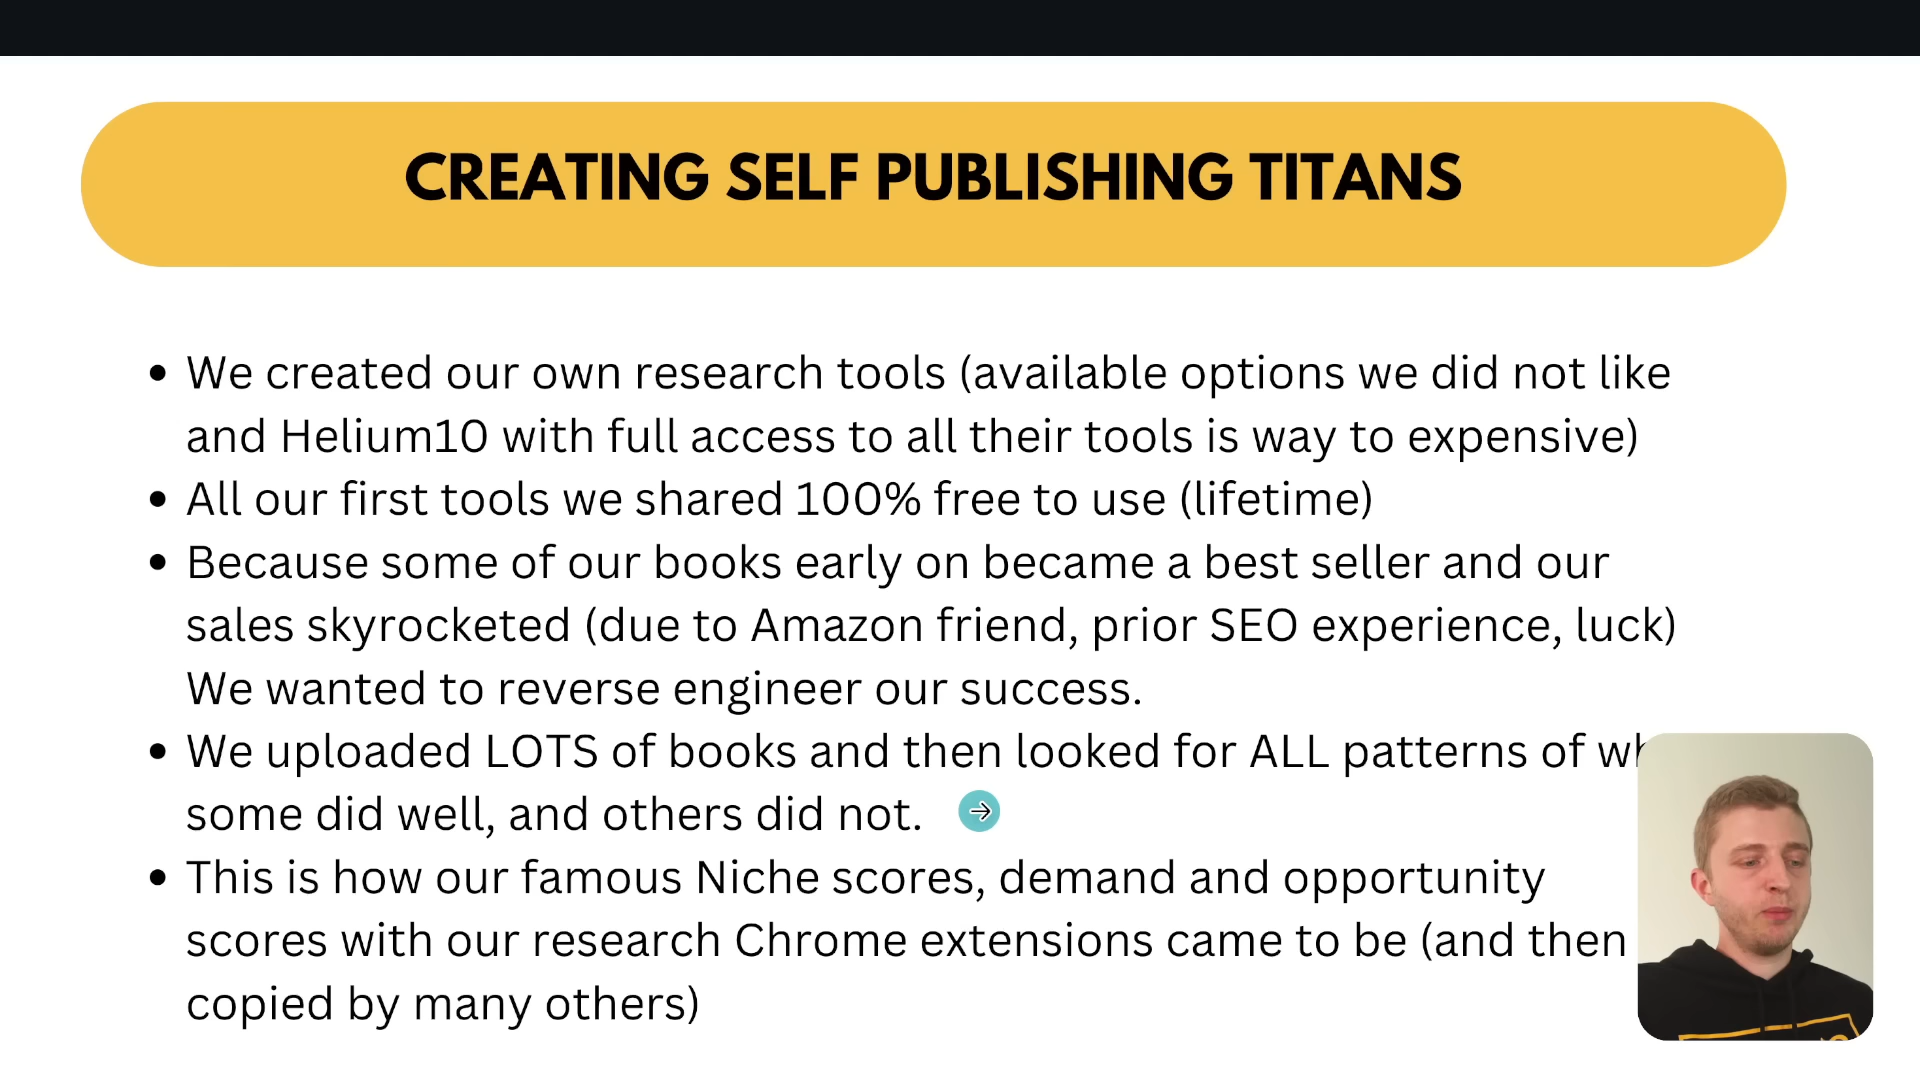 CREATING SELF PUBLISHING TITANS
We created our own research tools (available options we did not like
and Helium10 with full access to all their tools is way to expensive)
All our first tools we shared 100% free to use (lifetime)
Because some of our books early on became a best seller and our
sales skyrocketed (due to Amazon friend, prior SEO experience, luck)
We wanted to reverse engineer our success.
We uploaded LOTS of books and then looked for ALL patterns of
some did well, and others did not.
This is how our famous Niche scores, demand and opportunity
scores with our research Chrome extensions came to be (and then
copied by many others)